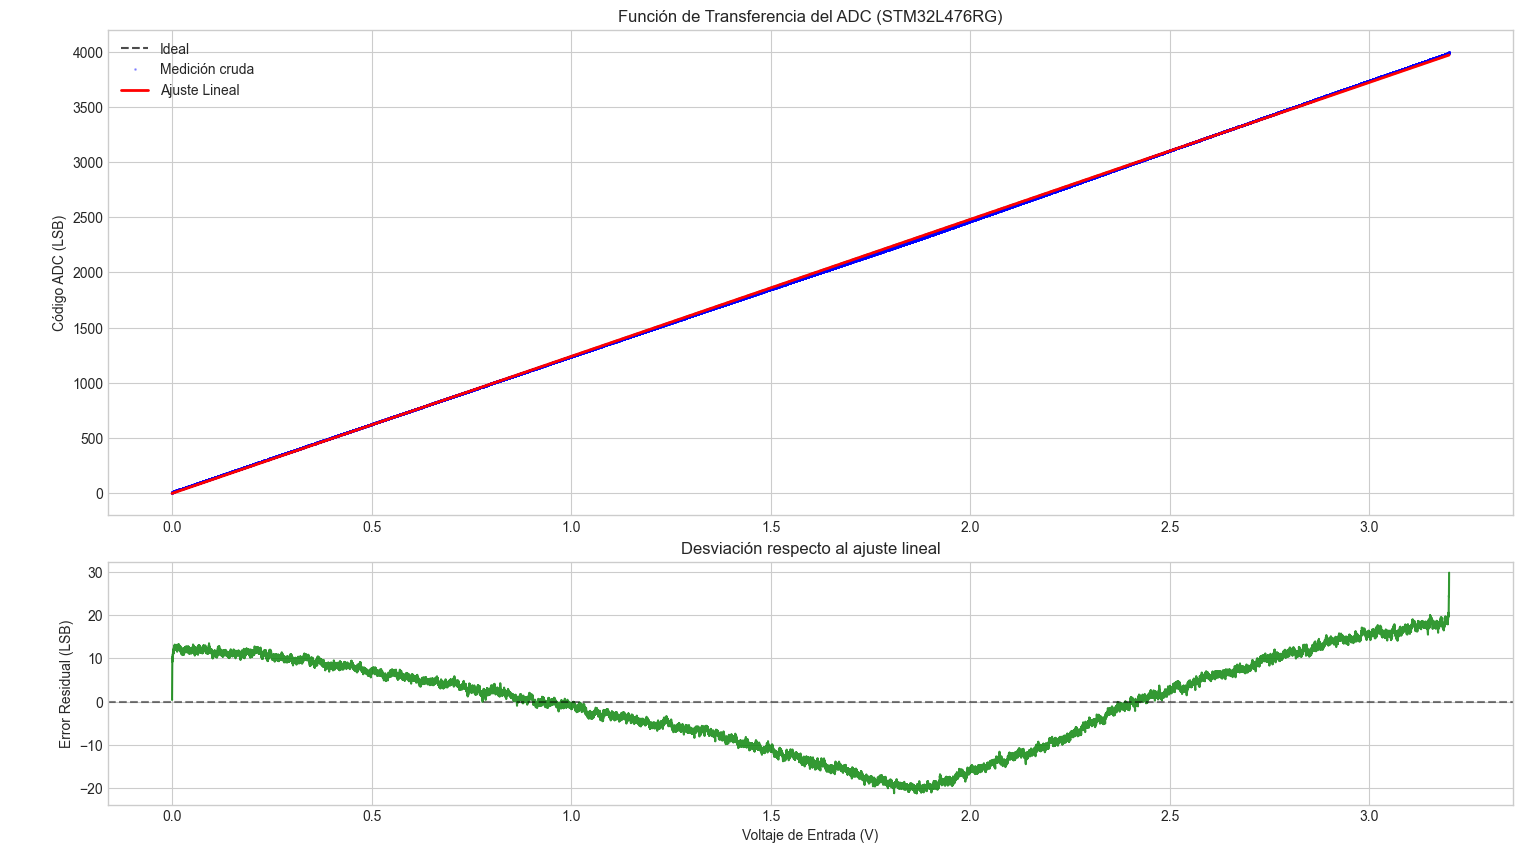 Función de Transferencia del ADC (STM32L476RG)
Ideal
Medición cruda
Ajuste Lineal
Código ADC (LSB)
4000
3500
3000
2500
2000
1500
1000
500
0
0.0 0.5 1.0 1.5 2.0 2.5 3.0
Desviación respecto al ajuste lineal
Error Residual (LSB)
30
20
10
0
−10
−20
0.0 0.5 1.0 1.5 2.0 2.5 3.0
Voltaje de Entrada (V)